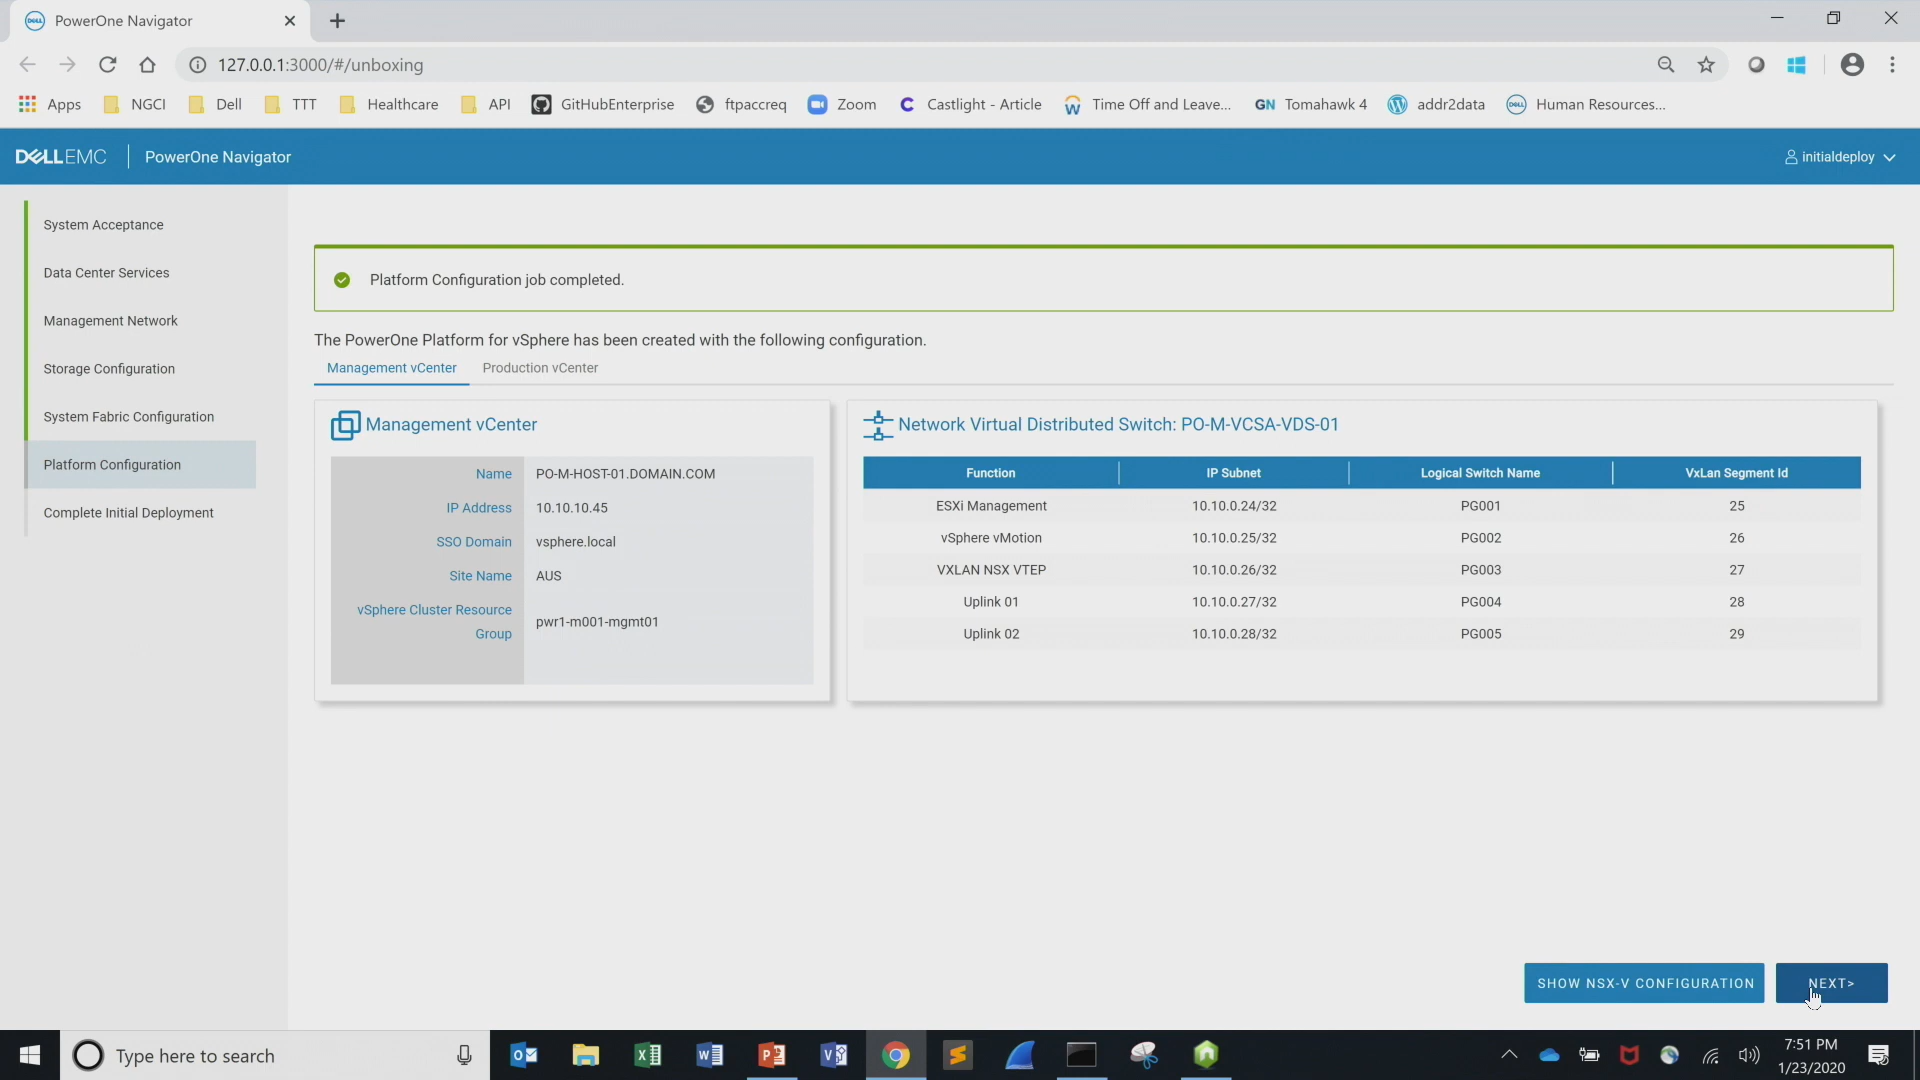 PowerOne Navigator
127.0.0.1:3000/#/unboxing
Apps NGCI Dell TTT Healthcare API GitHubEnterprise ftpaccreq Zoom Castlight - Article Time Off and Leave... GN Tomahawk 4 addr2data Human Resources...
DELLEMC PowerOne Navigator initialdeploy
System Acceptance
Data Center Services
Management Network
Storage Configuration
System Fabric Configuration
Platform Configuration
Complete Initial Deployment
Platform Configuration job completed.
The PowerOne Platform for vSphere has been created with the following configuration.
Management vCenter Production vCenter
Management vCenter
Name PO-M-HOST-01.DOMAIN.COM
IP Address 10.10.10.45
SSO Domain vsphere.local
Site Name AUS
vSphere Cluster Resource
Group pwr1-m001-mgmt01
Network Virtual Distributed Switch: PO-M-VCSA-VDS-01
Function IP Subnet Logical Switch Name VxLan Segment Id
ESXi Management 10.10.0.24/32 PG001 25
vSphere vMotion 10.10.0.25/32 PG002 26
VXLAN NSX VTEP 10.10.0.26/32 PG003 27
Uplink 01 10.10.0.27/32 PG004 28
Uplink 02 10.10.0.28/32 PG005 29
SHOW NSX-V CONFIGURATION NEXT>
Type here to search
7:51 PM
1/23/2020